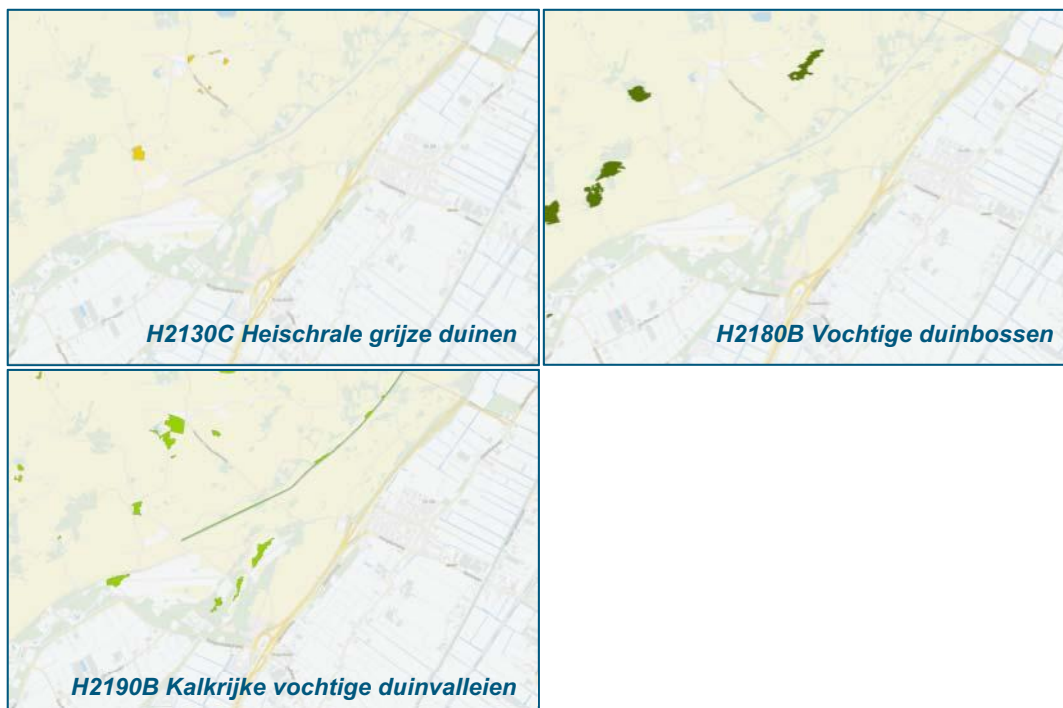 H2130C Heischrale grijze duinen
H2180B Vochtige duinbossen
H2190B Kalkrijke vochtige duinvalleien